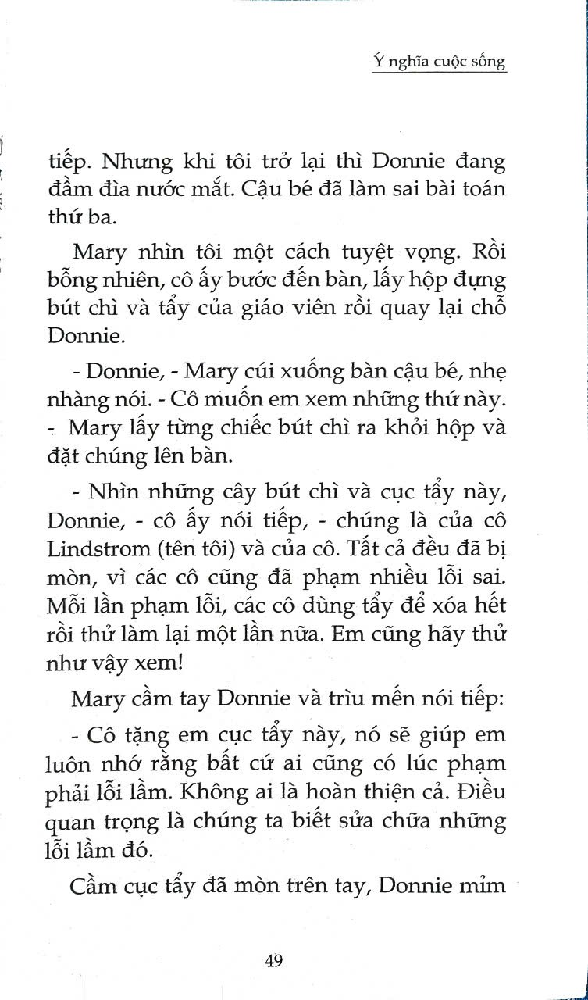 Ý nghĩa cuộc sống
tiếp. Nhưng khi tôi trở lại thì Donnie đang
đầm đìa nước mắt. Cậu bé đã làm sai bài toán
thứ ba.
Mary nhìn tôi một cách tuyệt vọng. Rồi
bỗng nhiên, cô ấy bước đến bàn, lấy hộp đựng
bút chì và tẩy của giáo viên rồi quay lại chỗ
Donnie.
- Donnie, - Mary cúi xuống bàn cậu bé, nhẹ
nhàng nói. - Cô muốn em xem những thứ này.
- Mary lấy từng chiếc bút chì ra khỏi hộp và
đặt chúng lên bàn.
- Nhìn những cây bút chì và cục tẩy này,
Donnie, - cô ấy nói tiếp, - chúng là của cô
Lindstrom (tên tôi) và của cô. Tất cả đều đã bị
mòn, vì các cô cũng đã phạm nhiều lỗi sai.
Mỗi lần phạm lỗi, các cô dùng tẩy để xóa hết
rồi thử làm lại một lần nữa. Em cũng hãy thử
như vậy xem!
Mary cầm tay Donnie và trìu mến nói tiếp:
- Cô tặng em cục tẩy này, nó sẽ giúp em
luôn nhớ rằng bất cứ ai cũng có lúc phạm
phải lỗi lầm. Không ai là hoàn thiện cả. Điều
quan trọng là chúng ta biết sửa chữa những
lỗi lầm đó.
Cầm cục tẩy đã mòn trên tay, Donnie mỉm
49